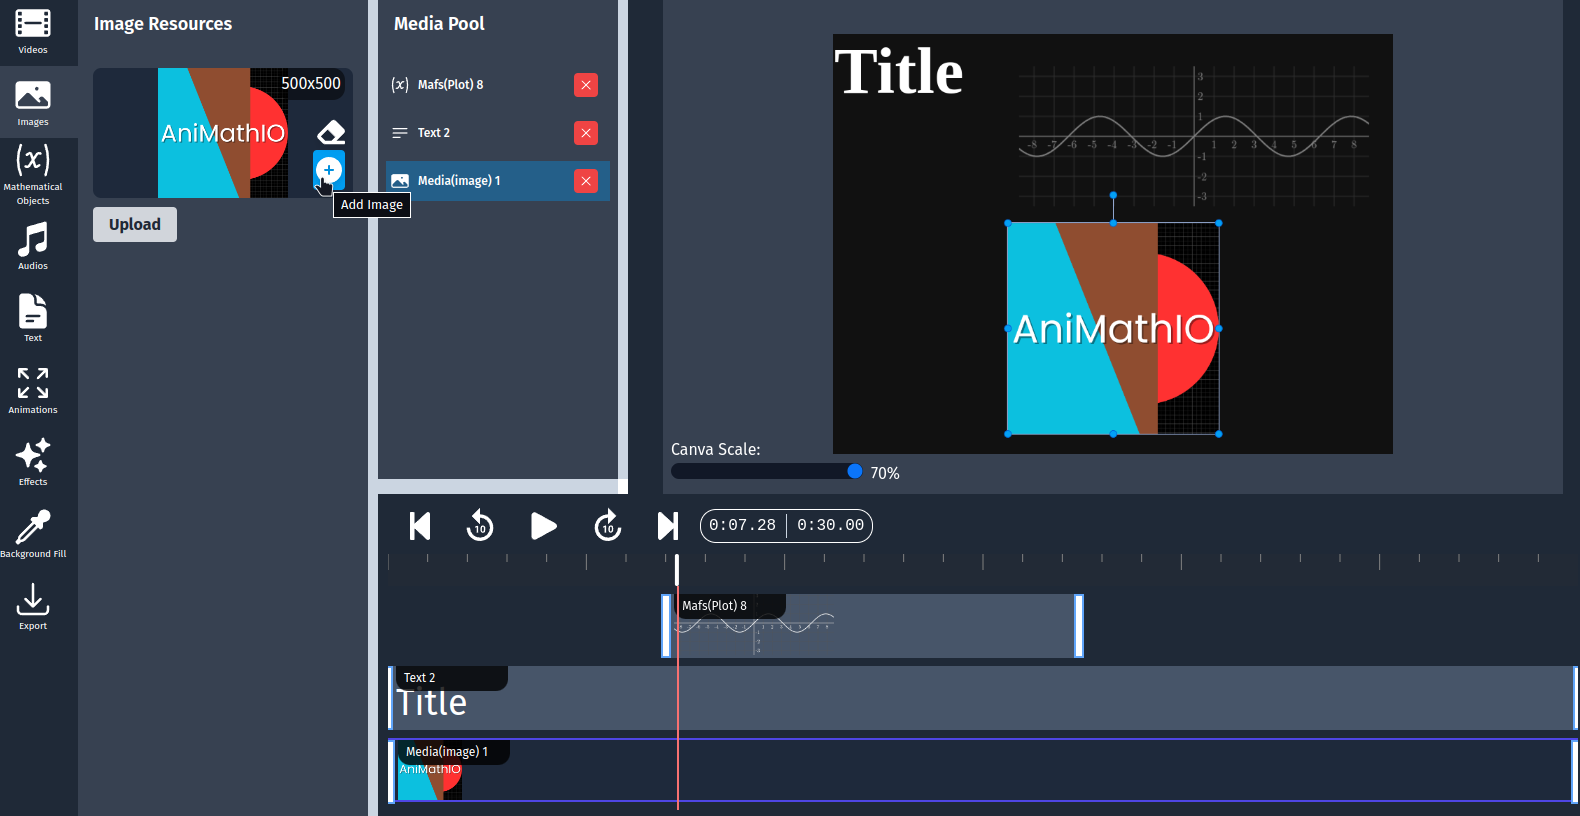 Videos
Images
(x)
Mathematical
Objects
Audios
Text
Animations
Effects
Background Fill
Export
Image Resources
500x500
AniMathIO
Add Image
Upload
Media Pool
(x) Mafs(Plot) 8
Text 2
Media(image) 1
Title
3
2
1
-8 -7 -6 -5 -4 -3 -2 -1 1 2 3 4 5 6 7 8
-1
-2
-3
AniMathIO
Canva Scale:
70%
10
10
0:07.28 | 0:30.00
Mafs(Plot) 8
Text 2
Title
Media(image) 1
AniMathIO